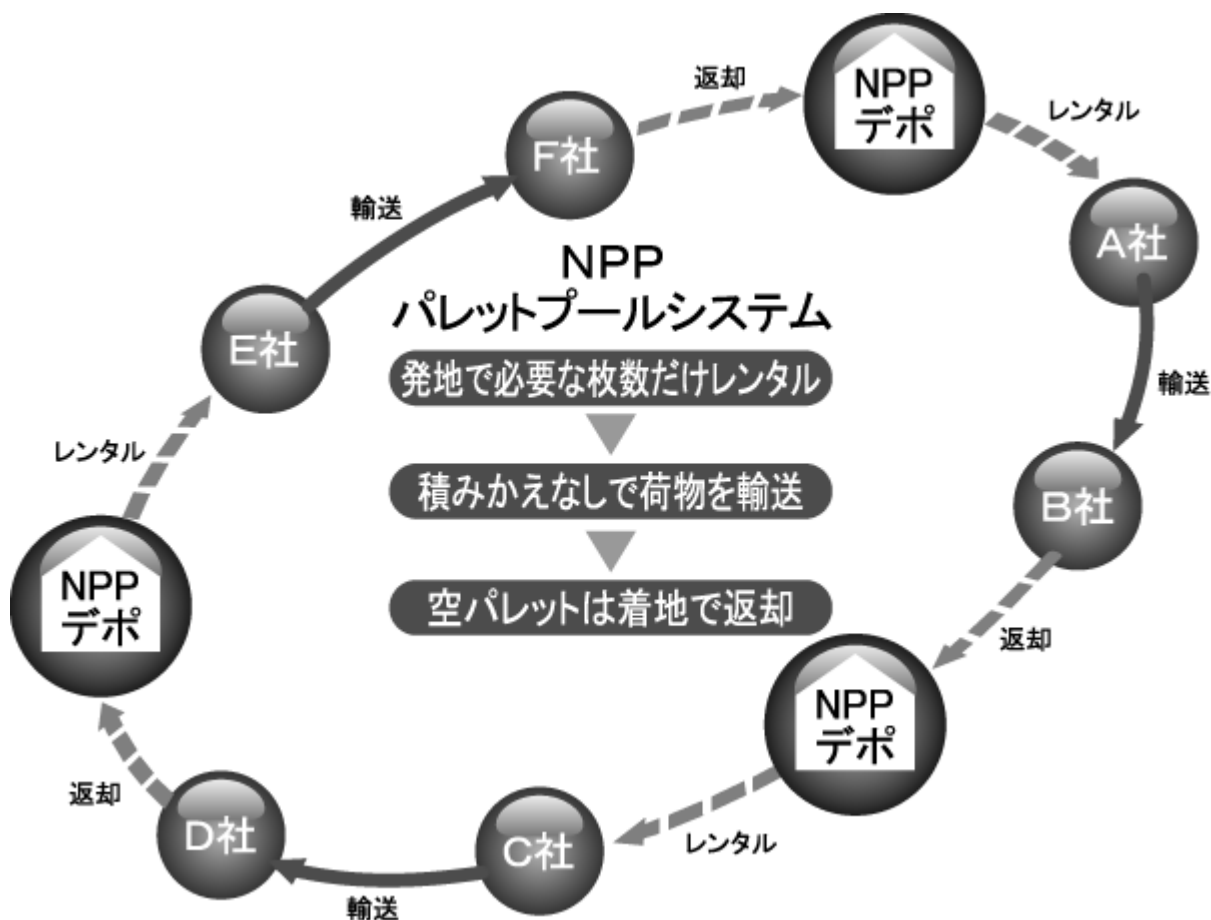 返却
NPP
デポ
レンタル
F社
A社
輸送
NPP
パレットプールシステム
E社
発地で必要な枚数だけレンタル
輸送
レンタル
積みかえなしで荷物を輸送
B社
NPP
デポ
空パレットは着地で返却
返却
NPP
デポ
返却
D社
C社
レンタル
輸送